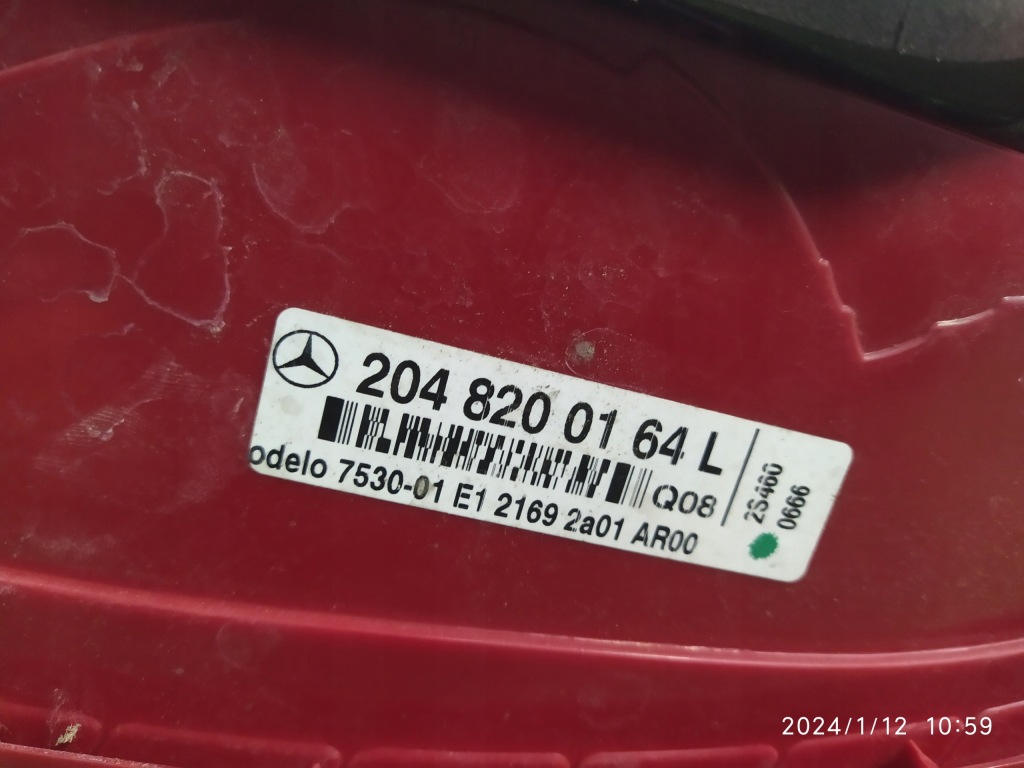 204 820 01 64 L
Q08
odelo 7530-01 E1 2169 2a01 AR00
2S460
0666
2024/1/12 10:59